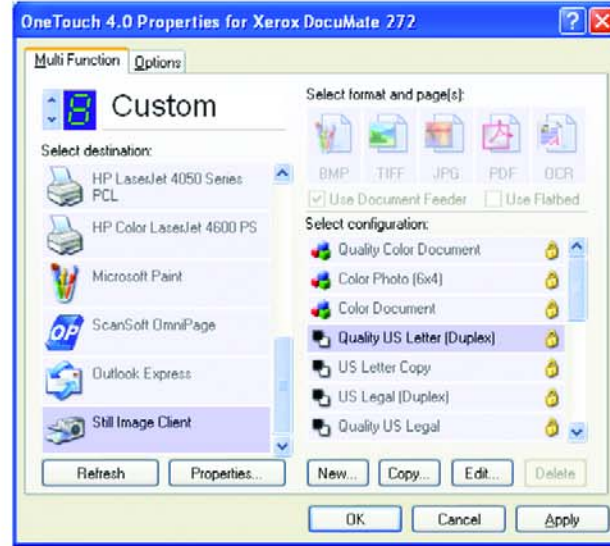 OneTouch 4.0 Properties for Xerox DocuMate 272
Multi Function
Options
8
Custom
Select destination:
HP LaserJet 4050 Series
PCL
HP Color LaserJet 4600 PS
Microsoft Paint
OP
ScanSoft OmniPage
Outlook Express
Still Image Client
Refresh
Properties...
Select format and page(s):
BMP TIFF JPG PDF OCR
Use Document Feeder
Use Flatbed
Select configuration:
Quality Color Document
Color Photo (6x4)
Color Document
Quality US Letter (Duplex)
US Letter Copy
US Legal (Duplex)
Quality US Legal
New...
Copy...
Edit...
Delete
OK
Cancel
Apply